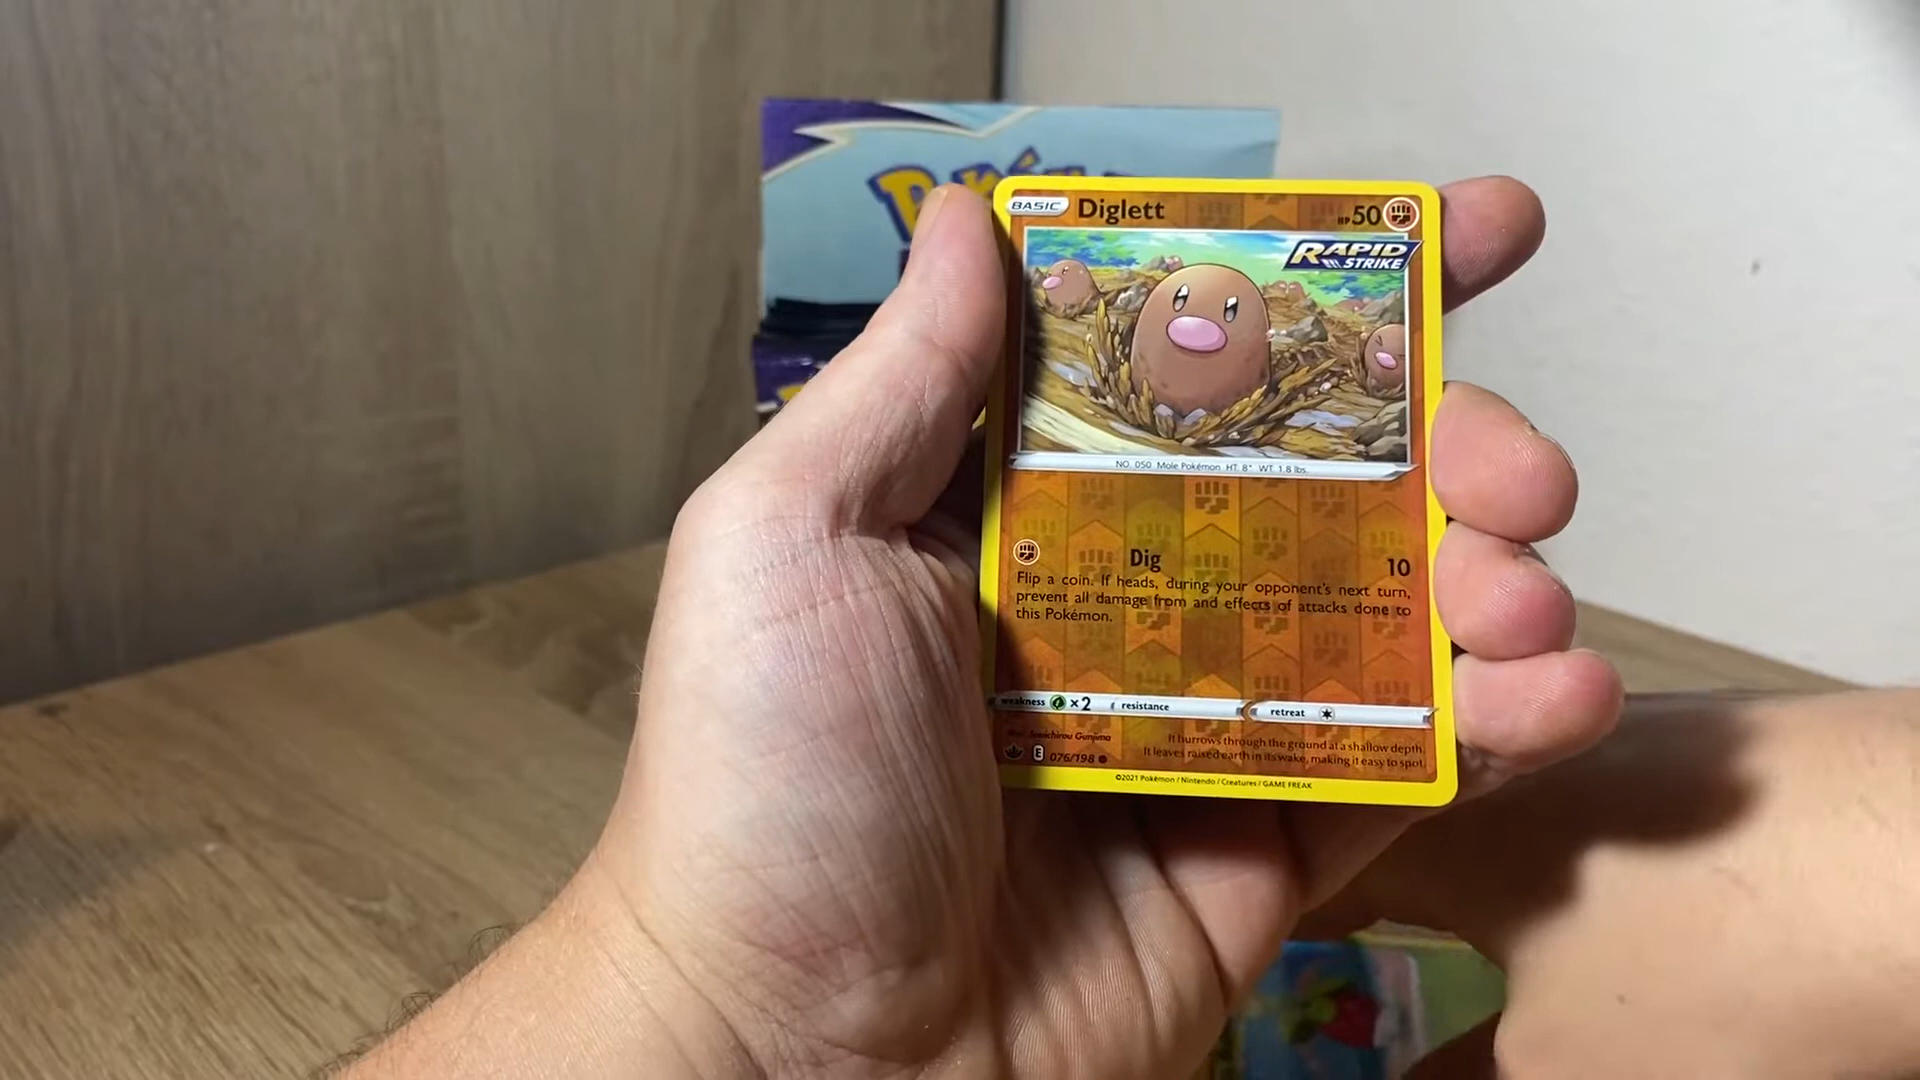 BASIC Diglett HP 50
RAPID
STRIKE
NO. 050 Mole Pokémon HT. 8" WT. 1.8 lbs.
Dig 10
Flip a coin. If heads, during your opponent's next turn,
prevent all damage from and effects of attacks done to
this Pokémon.
weakness ×2 resistance retreat
Gunjima
It burrows through the ground at a shallow depth.
It leaves raised earth in its wake, making it easy to spot.
E 076/198
©2021 Pokémon / Nintendo / Creatures / GAME FREAK